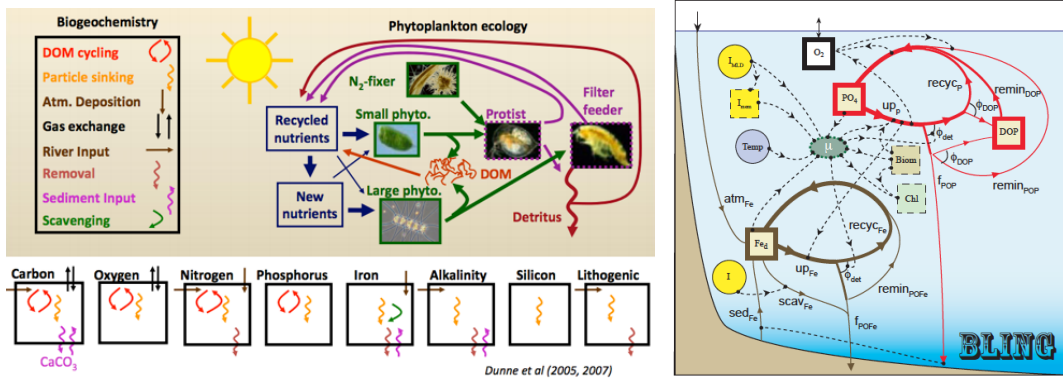 Biogeochemistry
DOM cycling
Particle sinking
Atm. Deposition
Gas exchange
River Input
Removal
Sediment Input
Scavenging
Phytoplankton ecology
N2-fixer
Small phyto.
Protist
Filter
feeder
Recycled
nutrients
DOM
New
nutrients
Large phyto.
Detritus
Carbon
Oxygen
Nitrogen
Phosphorus
Iron
Alkalinity
Silicon
Lithogenic
CaCO3
Dunne et al (2005, 2007)
O2
IMLD
Imem
PO4
recycP
reminDOP
upP
ϕDOP
DOP
Temp
μ
ϕdet
Biom
ϕDOP
Chl
fPOP
reminPOP
atmFe
Fed
recycFe
upFe
ϕdet
I
scavFe
reminPOFe
sedFe
fPOFe
BLING